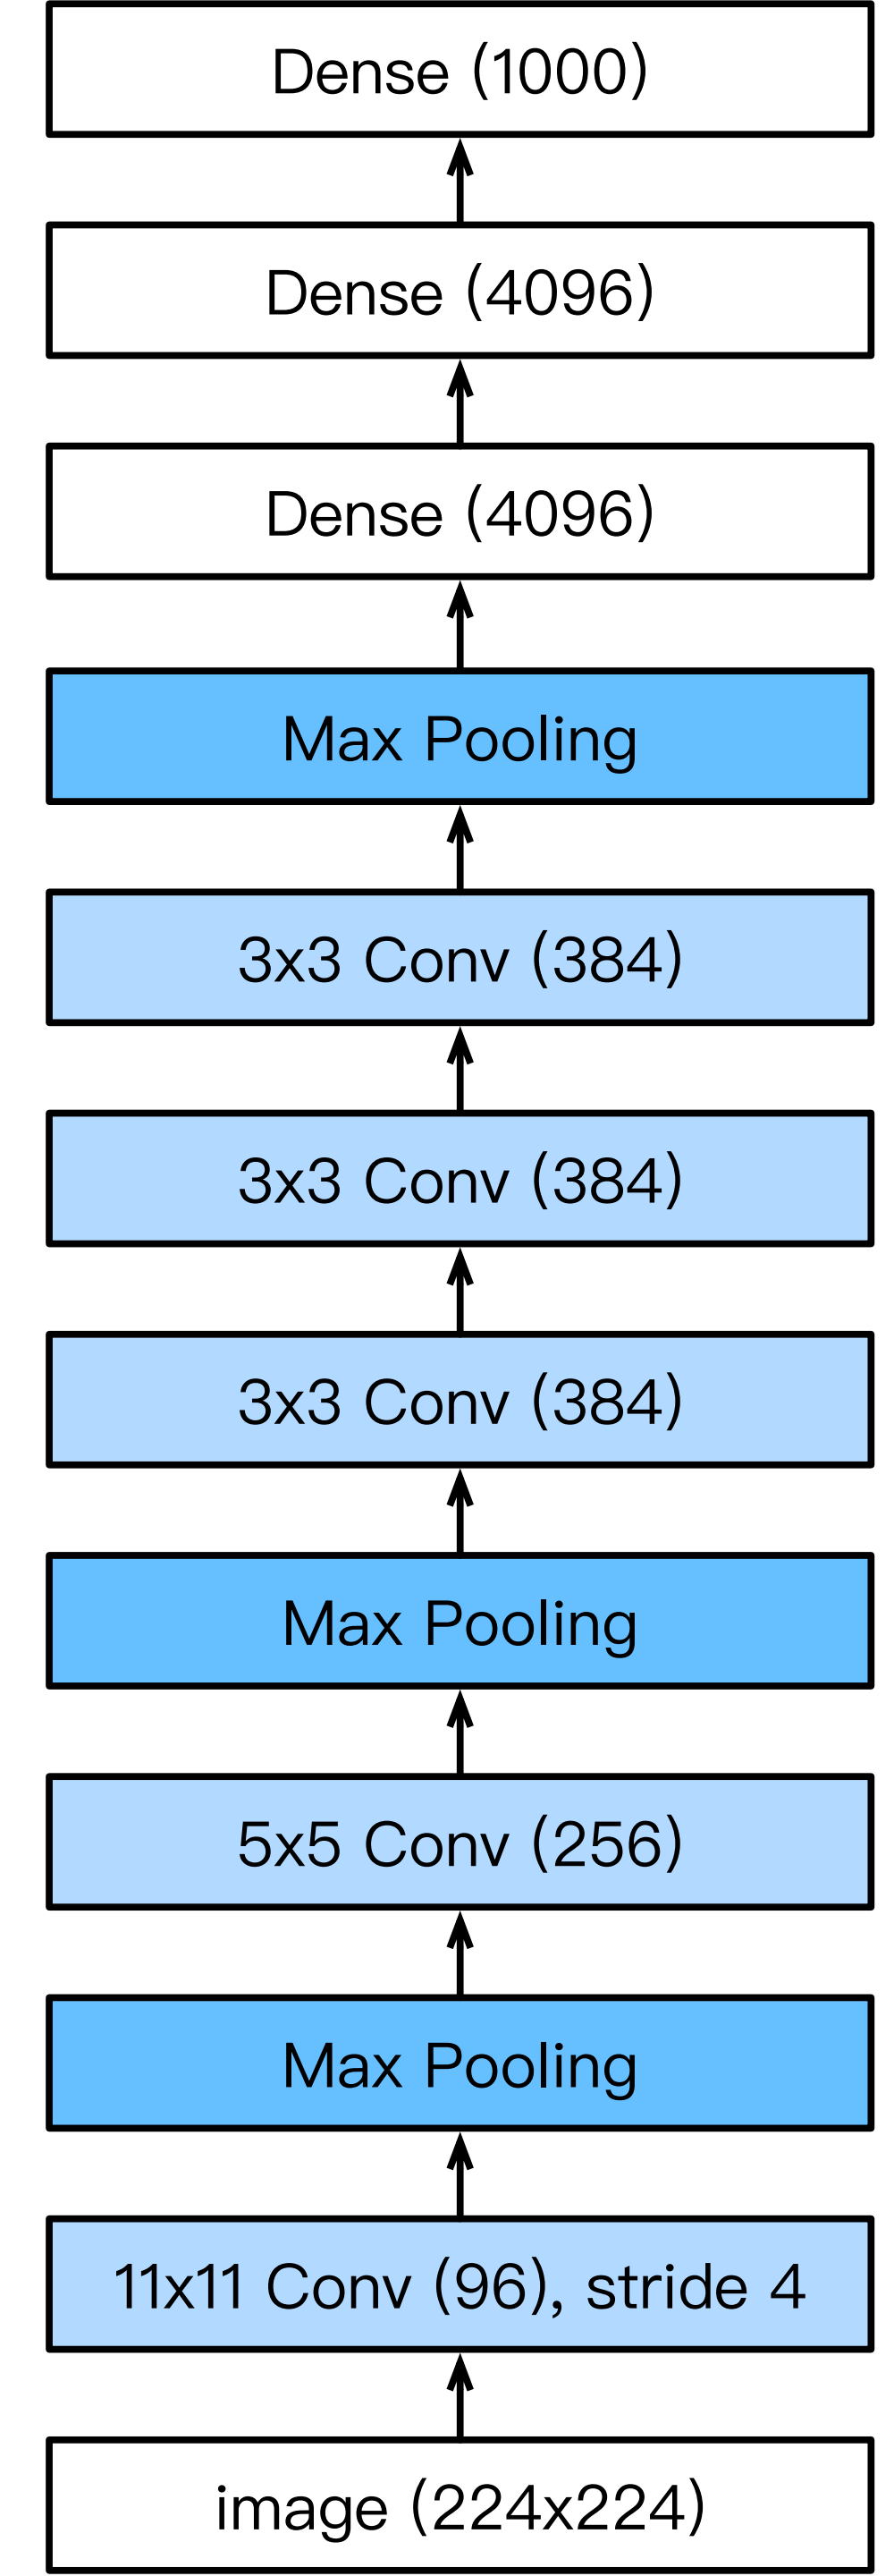 Dense (1000)
Dense (4096)
Dense (4096)
Max Pooling
3x3 Conv (384)
3x3 Conv (384)
3x3 Conv (384)
Max Pooling
5x5 Conv (256)
Max Pooling
11x11 Conv (96), stride 4
image (224x224)